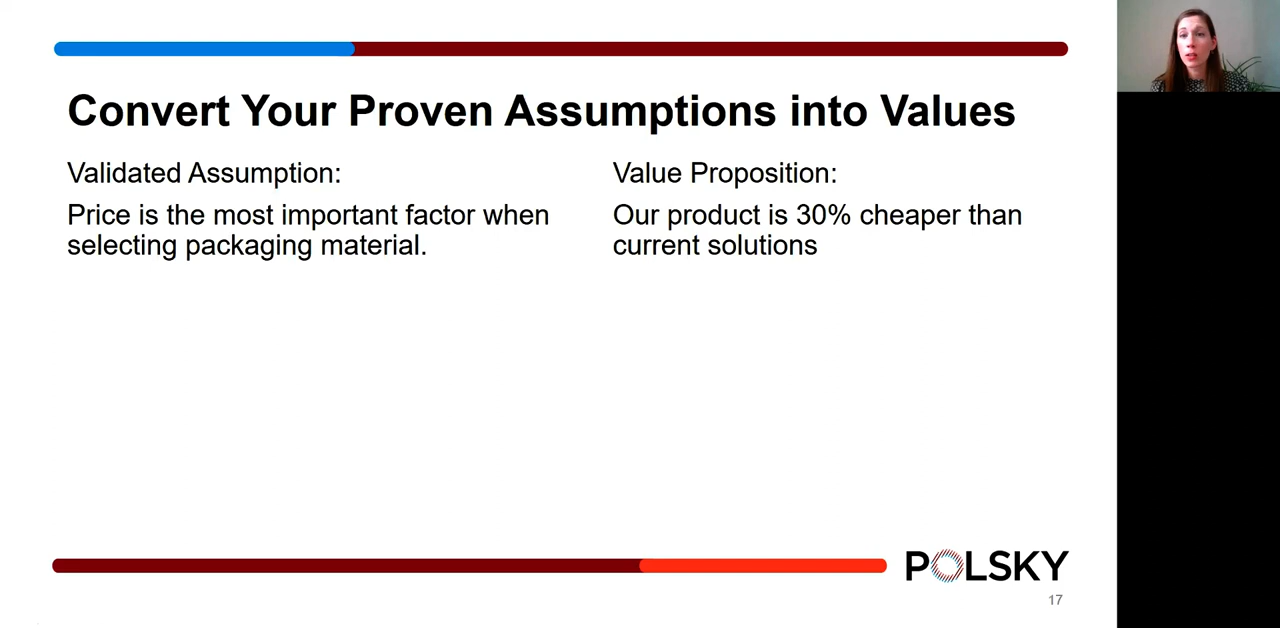 Convert Your Proven Assumptions into Values
Validated Assumption:
Price is the most important factor when
selecting packaging material.
Value Proposition:
Our product is 30% cheaper than
current solutions
POLSKY
17